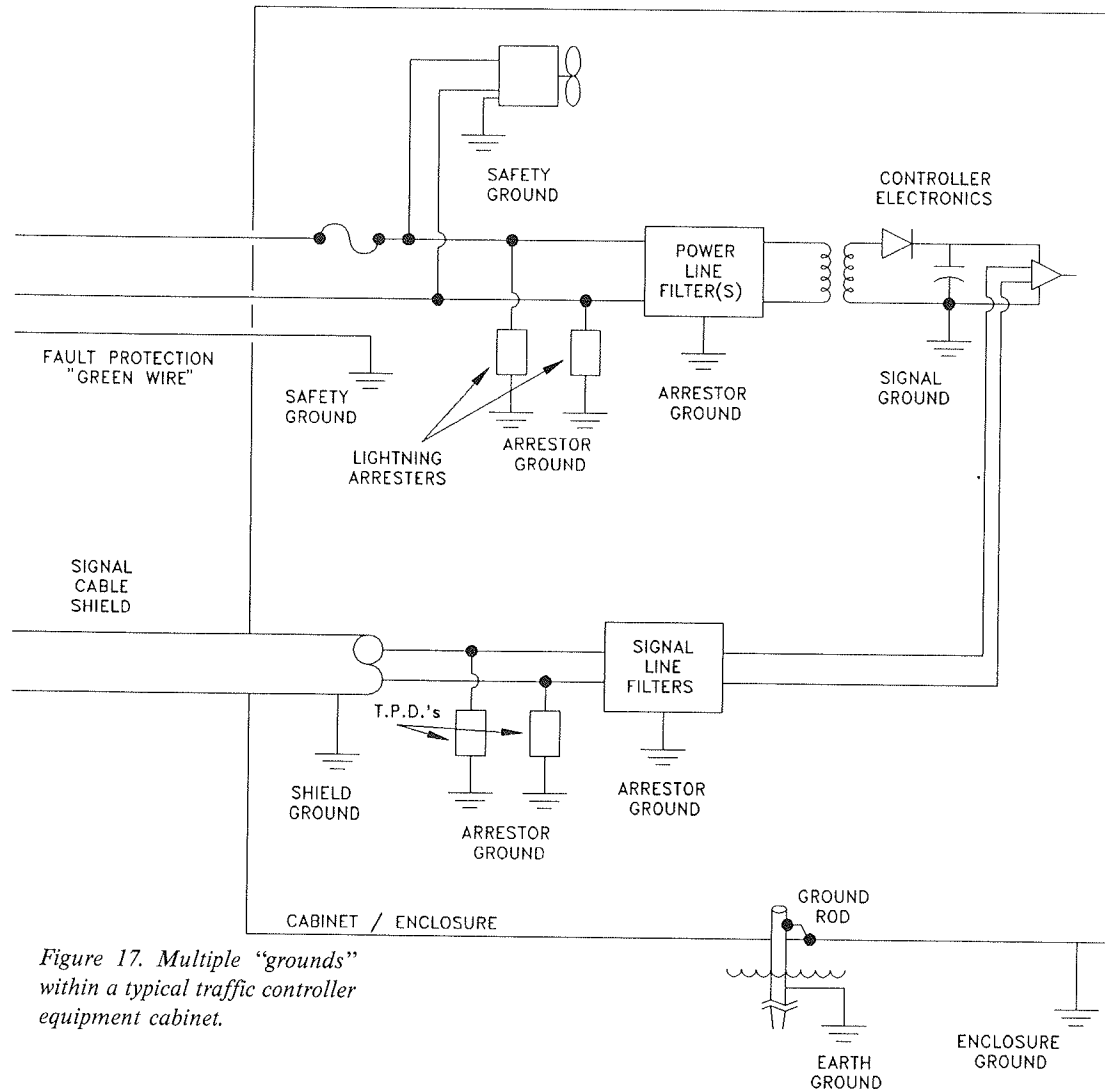 SAFETY
GROUND
CONTROLLER
ELECTRONICS
POWER
LINE
FILTER(S)
FAULT PROTECTION
"GREEN WIRE"
SAFETY
GROUND
LIGHTNING
ARRESTERS
ARRESTOR
GROUND
ARRESTOR
GROUND
SIGNAL
GROUND
SIGNAL
CABLE
SHIELD
SIGNAL
LINE
FILTERS
T.P.D.'s
SHIELD
GROUND
ARRESTOR
GROUND
ARRESTOR
GROUND
CABINET / ENCLOSURE
GROUND
ROD
EARTH
GROUND
ENCLOSURE
GROUND
Figure 17. Multiple “grounds”
within a typical traffic controller
equipment cabinet.